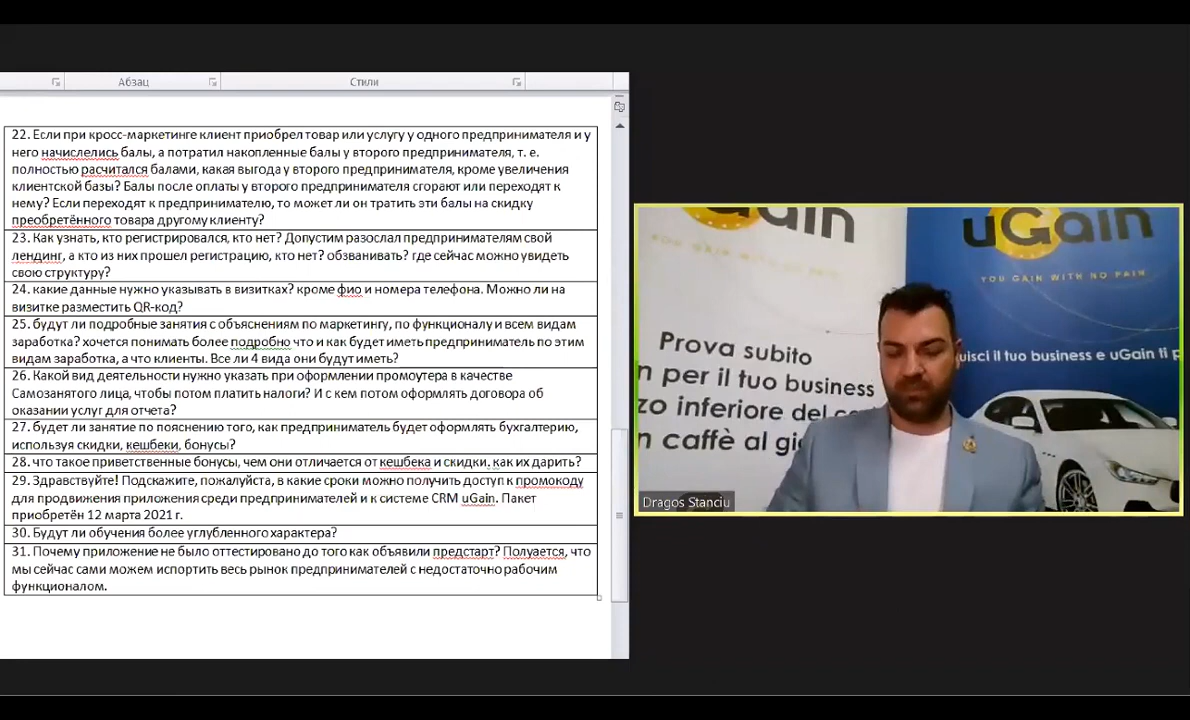 Абзац
Стили
22. Если при кросс-маркетинге клиент приобрел товар или услугу у одного предпринимателя и у
него начислелись балы, а потратил накопленные балы у второго предпринимателя, т. е.
полностью расчитался балами, какая выгода у второго предпринимателя, кроме увеличения
клиентской базы? Балы после оплаты у второго предпринимателя сгорают или переходят к
нему? Если переходят к предпринимателю, то может ли он тратить эти балы на скидку
преобретённого товара другому клиенту?
23. Как узнать, кто регистрировался, кто нет? Допустим разослал предпринимателям свой
лендинг, а кто из них прошел регистрацию, кто нет? обзванивать? где сейчас можно увидеть
свою структуру?
24. какие данные нужно указывать в визитках? кроме фио и номера телефона. Можно ли на
визитке разместить QR-код?
25. будут ли подробные занятия с объяснениям по маркетингу, по функционалу и всем видам
заработка? хочется понимать более подробно что и как будет иметь предприниматель по этим
видам заработка, а что клиенты. Все ли 4 вида они будут иметь?
26. Какой вид деятельности нужно указать при оформлении промоутера в качестве
Самозанятого лица, чтобы потом платить налоги? И с кем потом оформлять договора об
оказании услуг для отчета?
27. будет ли занятие по пояснению того, как предприниматель будет оформлять бухгалтерию,
используя скидки, кешбеки, бонусы?
28. что такое приветственные бонусы, чем они отличается от кешбека и скидки. как их дарить?
29. Здравствуйте! Подскажите, пожалуйста, в какие сроки можно получить доступ к промокоду
для продвижения приложения среди предпринимателей и к системе CRM uGain. Пакет
приобретён 12 марта 2021 г.
30. Будут ли обучения более углубленного характера?
31. Почему приложение не было оттестировано до того как объявили предстарт? Полуается, что
мы сейчас сами можем испортить весь рынок предпринимателей с недостаточно рабочим
функционалом.
uGain
YOU GAIN WITH NO PAIN
Prova subito
n per il tuo business
zo inferiore del
n caffè al
uisci il tuo business e uGain ti
Dragos Stanciu